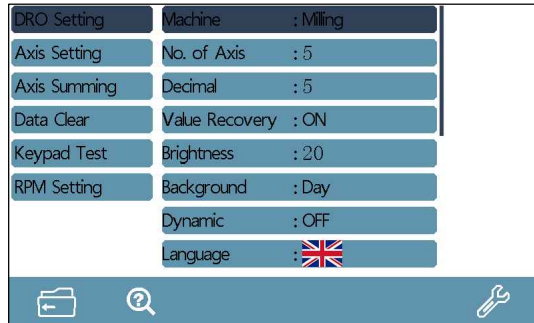 DRO Setting
Axis Setting
Axis Summing
Data Clear
Keypad Test
RPM Setting
Machine : Milling
No. of Axis : 5
Decimal : 5
Value Recovery : ON
Brightness : 20
Background : Day
Dynamic : OFF
Language :